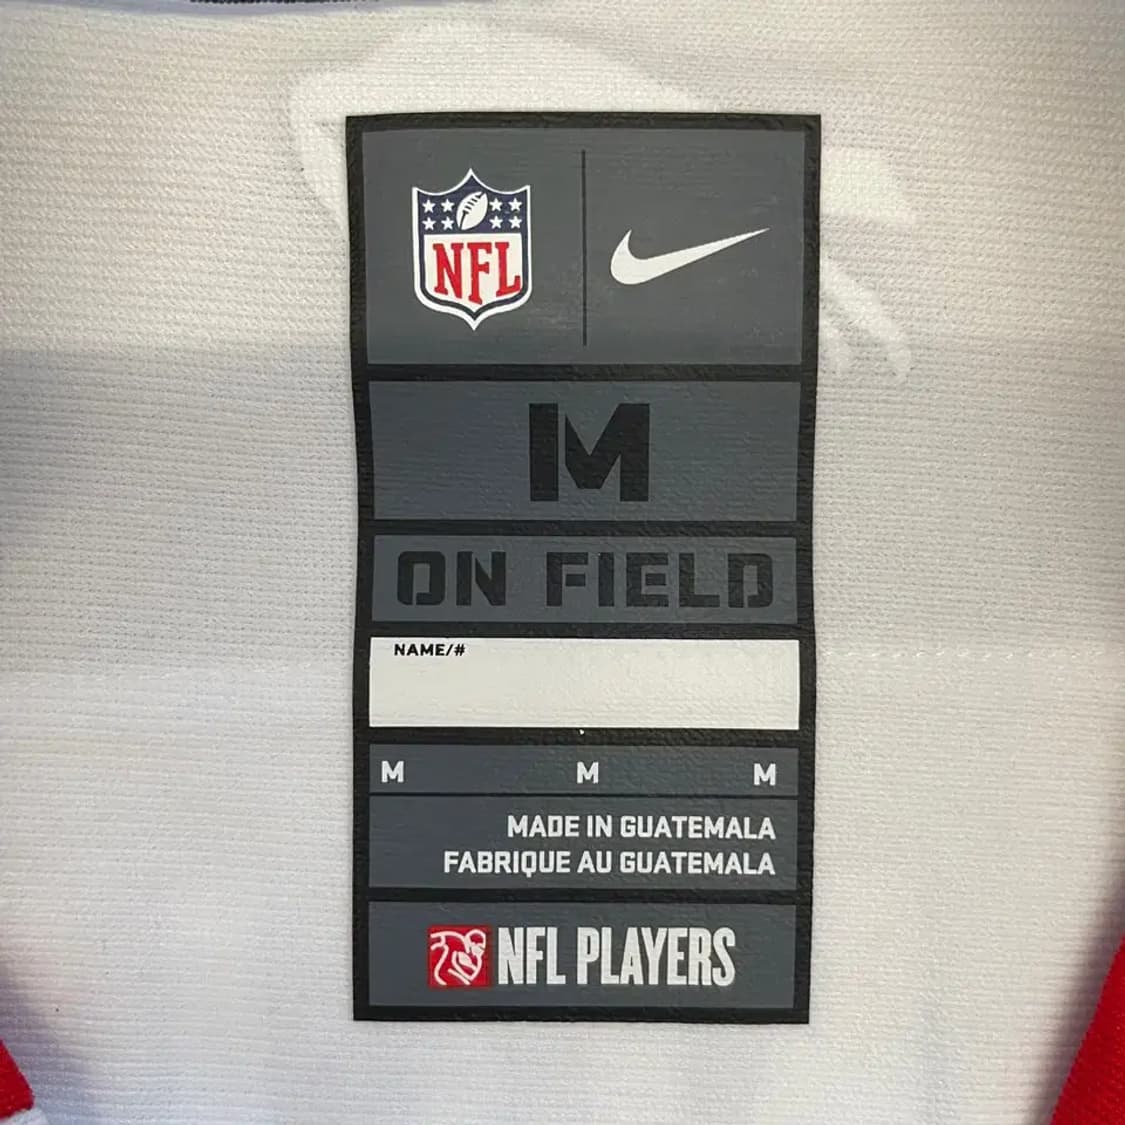 NFL
M
ON FIELD
NAME/#
M M M
MADE IN GUATEMALA
FABRIQUE AU GUATEMALA
NFL PLAYERS